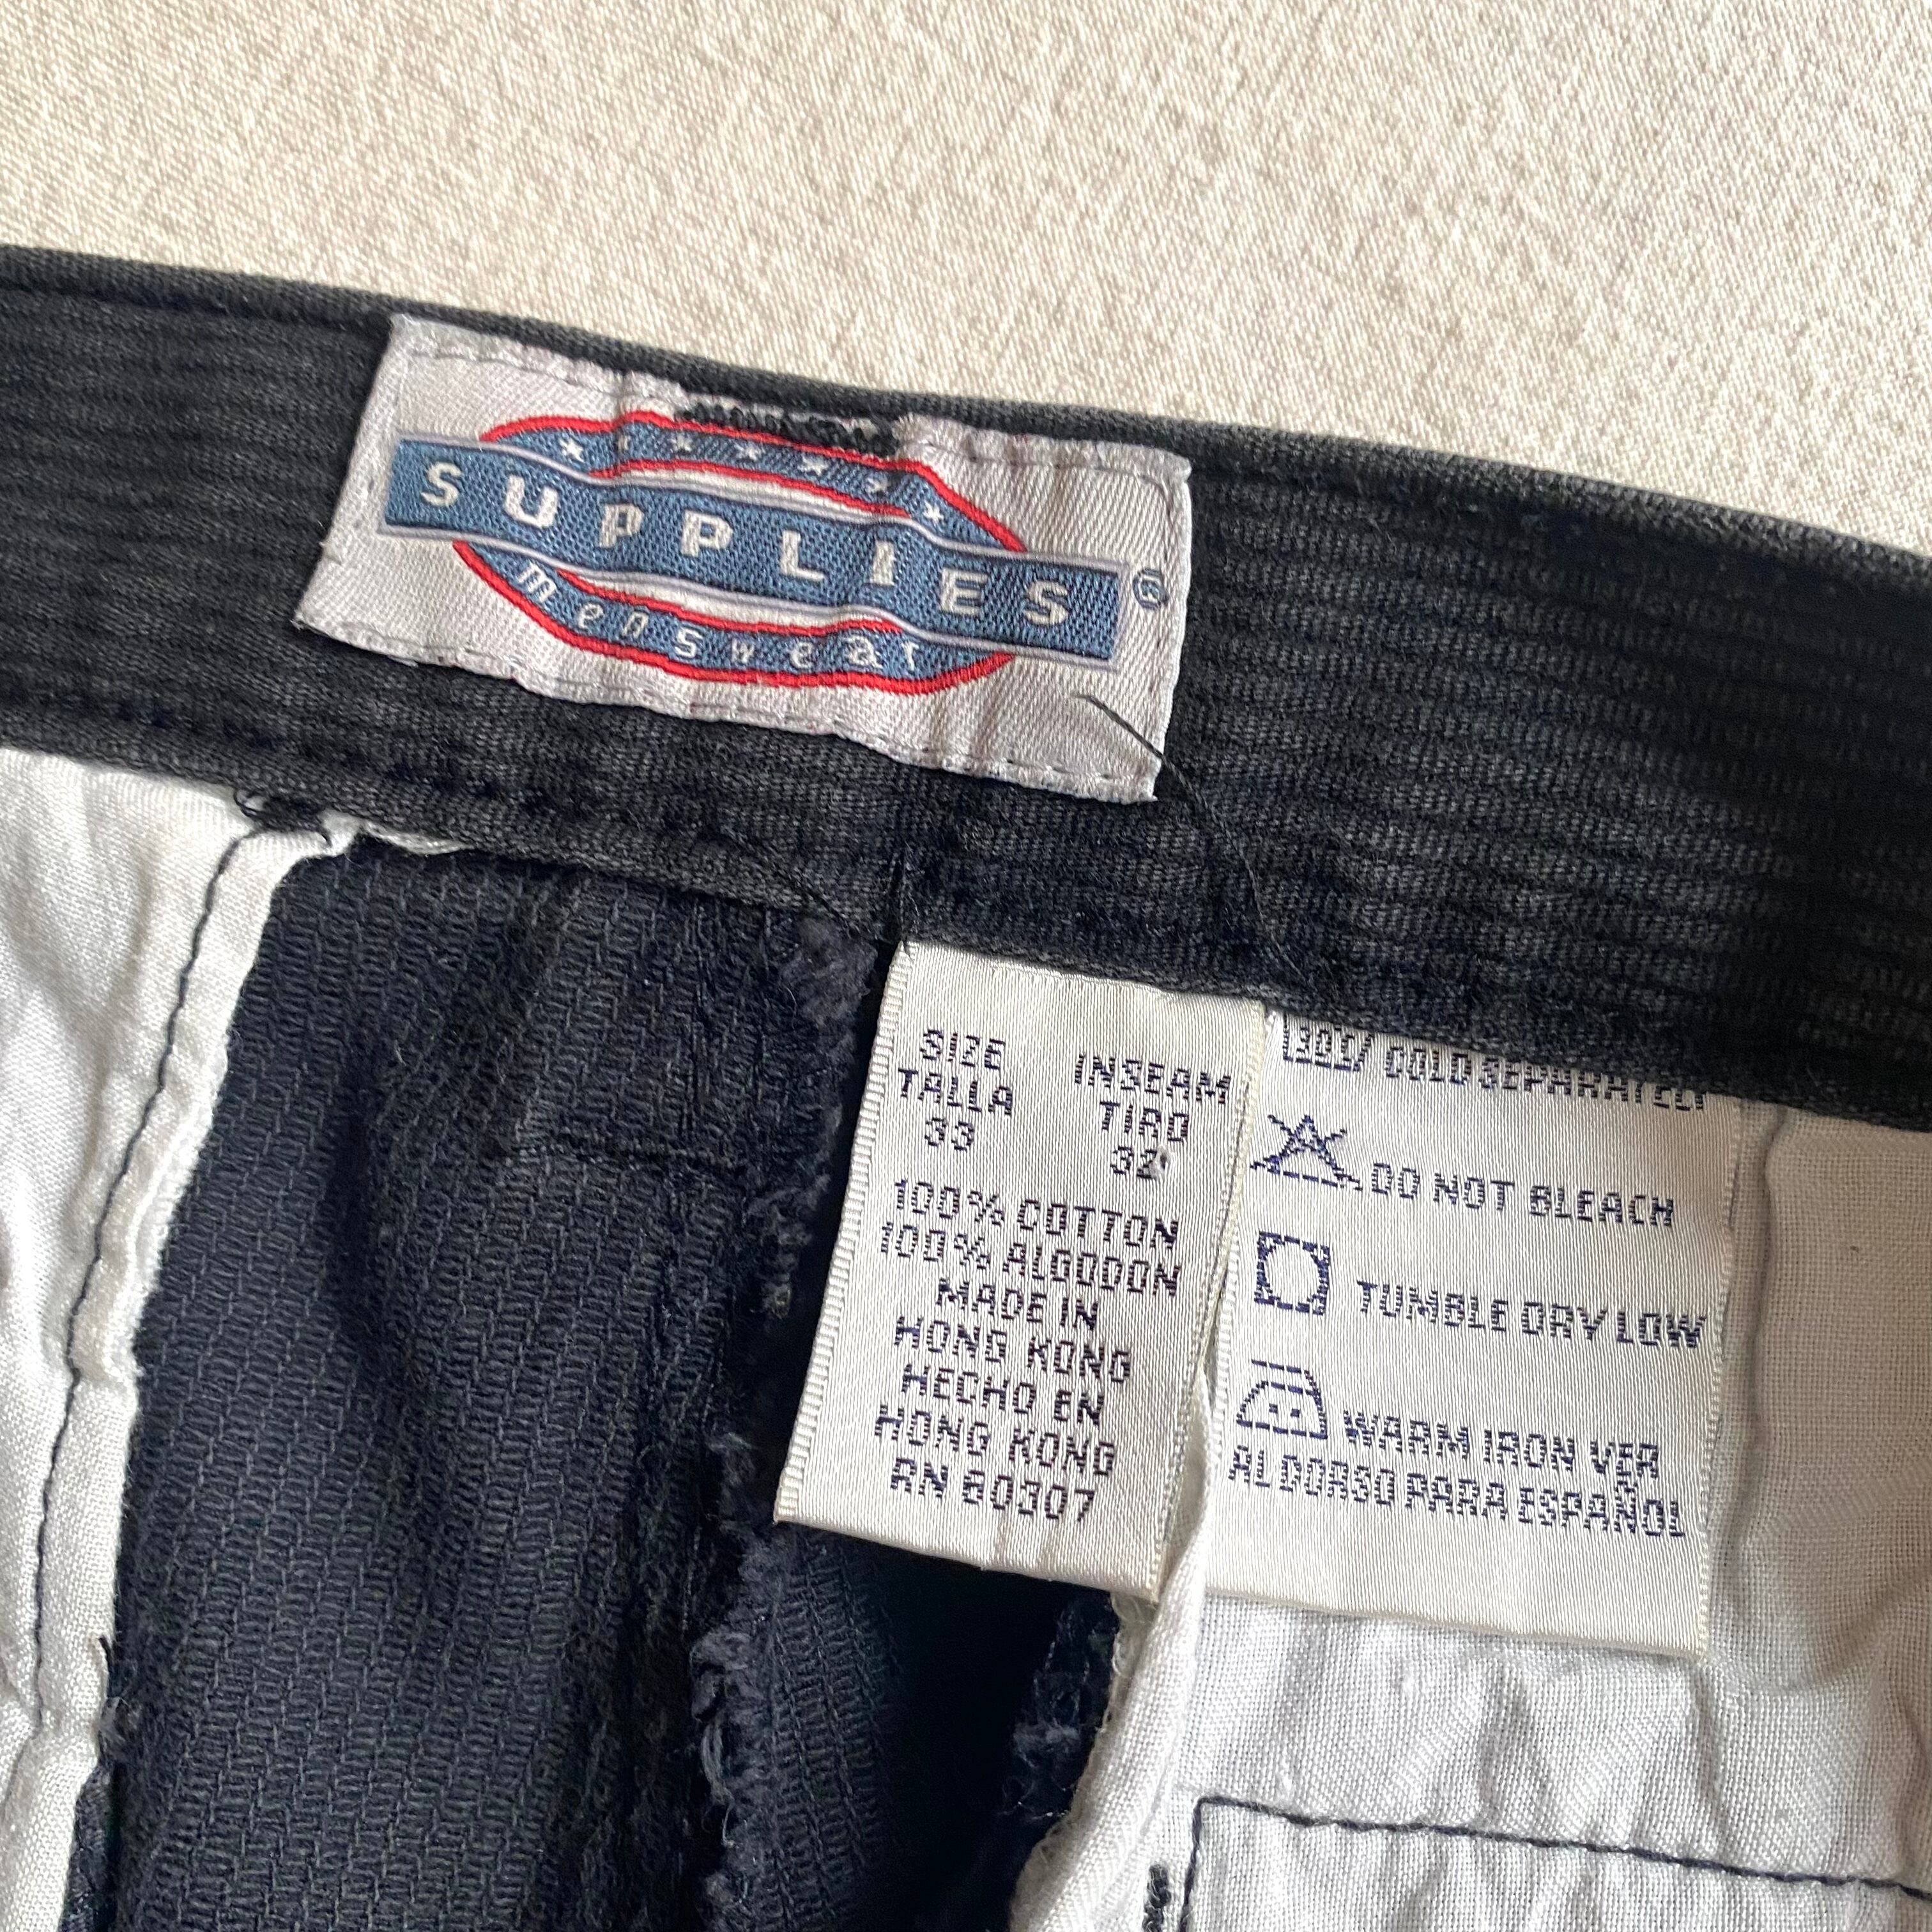 SUPPLIES ®
menswear
SIZE INSEAM
TALLA TIRO
33 32
100% COTTON
100% ALGODON
MADE IN
HONG KONG
HECHO EN
HONG KONG
RN 60307
COLD SEPARATELY
DO NOT BLEACH
TUMBLE DRY LOW
WARM IRON VER
AL DORSO PARA ESPAÑOL